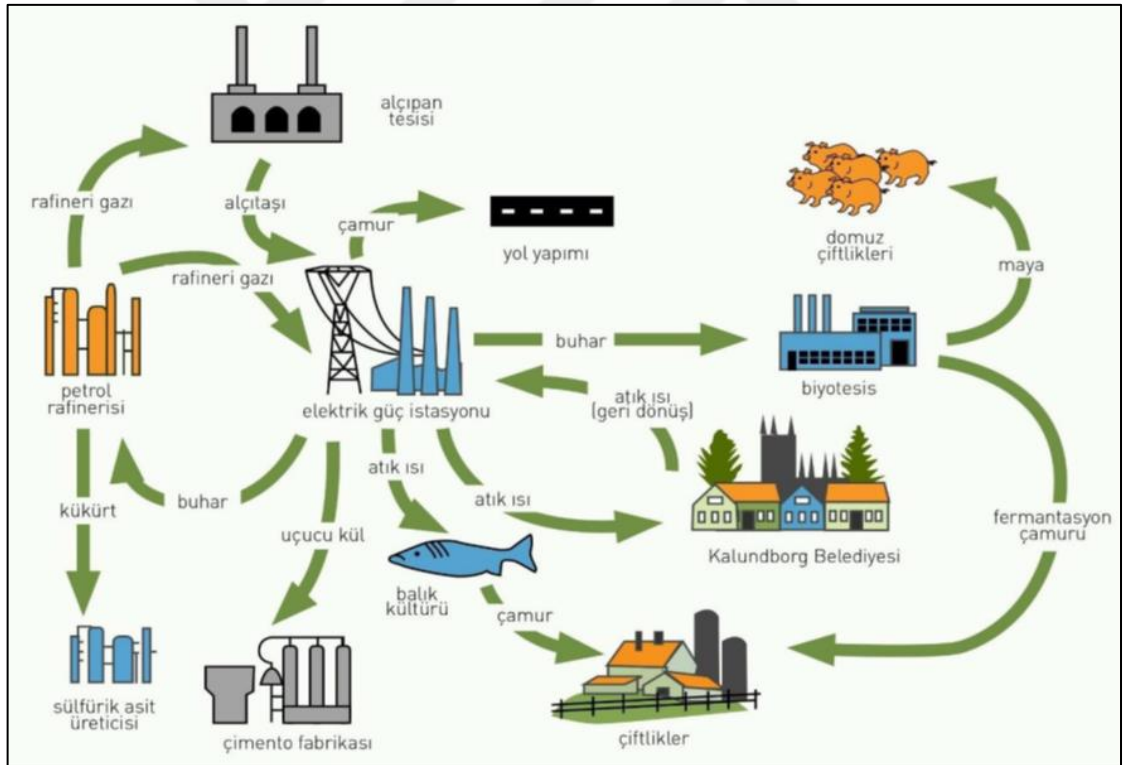 alçıpan
tesisi
rafineri gazı
alçıtaşı
çamur
yol yapımı
domuz
çiftlikleri
maya
rafineri gazı
petrol
rafinerisi
elektrik güç istasyonu
buhar
biyotesis
atık ısı
(geri dönüş)
kükürt
buhar
uçucu kül
atık ısı
atık ısı
Kalundborg Belediyesi
fermantasyon
çamuru
balık
kültürü
çamur
sülfürik asit
üreticisi
çimento fabrikası
çiftlikler